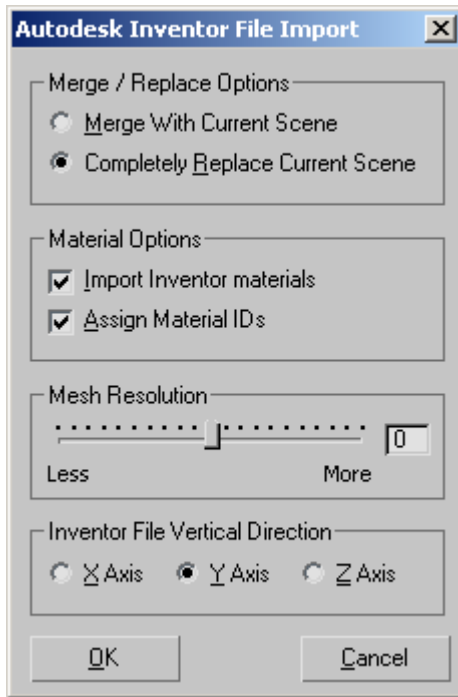 Autodesk Inventor File Import
Merge / Replace Options
Merge With Current Scene
Completely Replace Current Scene
Material Options
Import Inventor materials
Assign Material IDs
Mesh Resolution
0
Less More
Inventor File Vertical Direction
X Axis Y Axis Z Axis
OK Cancel